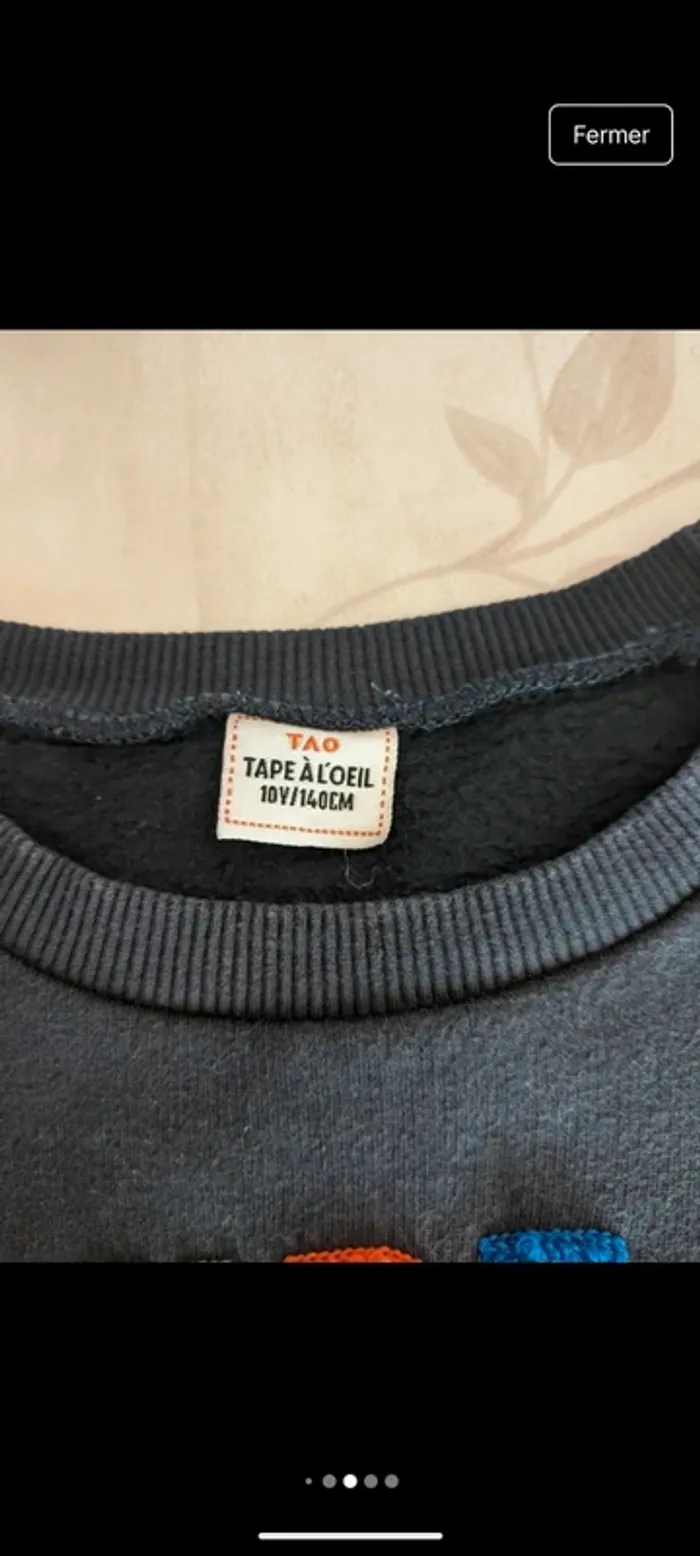 Fermer
TAO
TAPE À L'OEIL
10Y/140CM